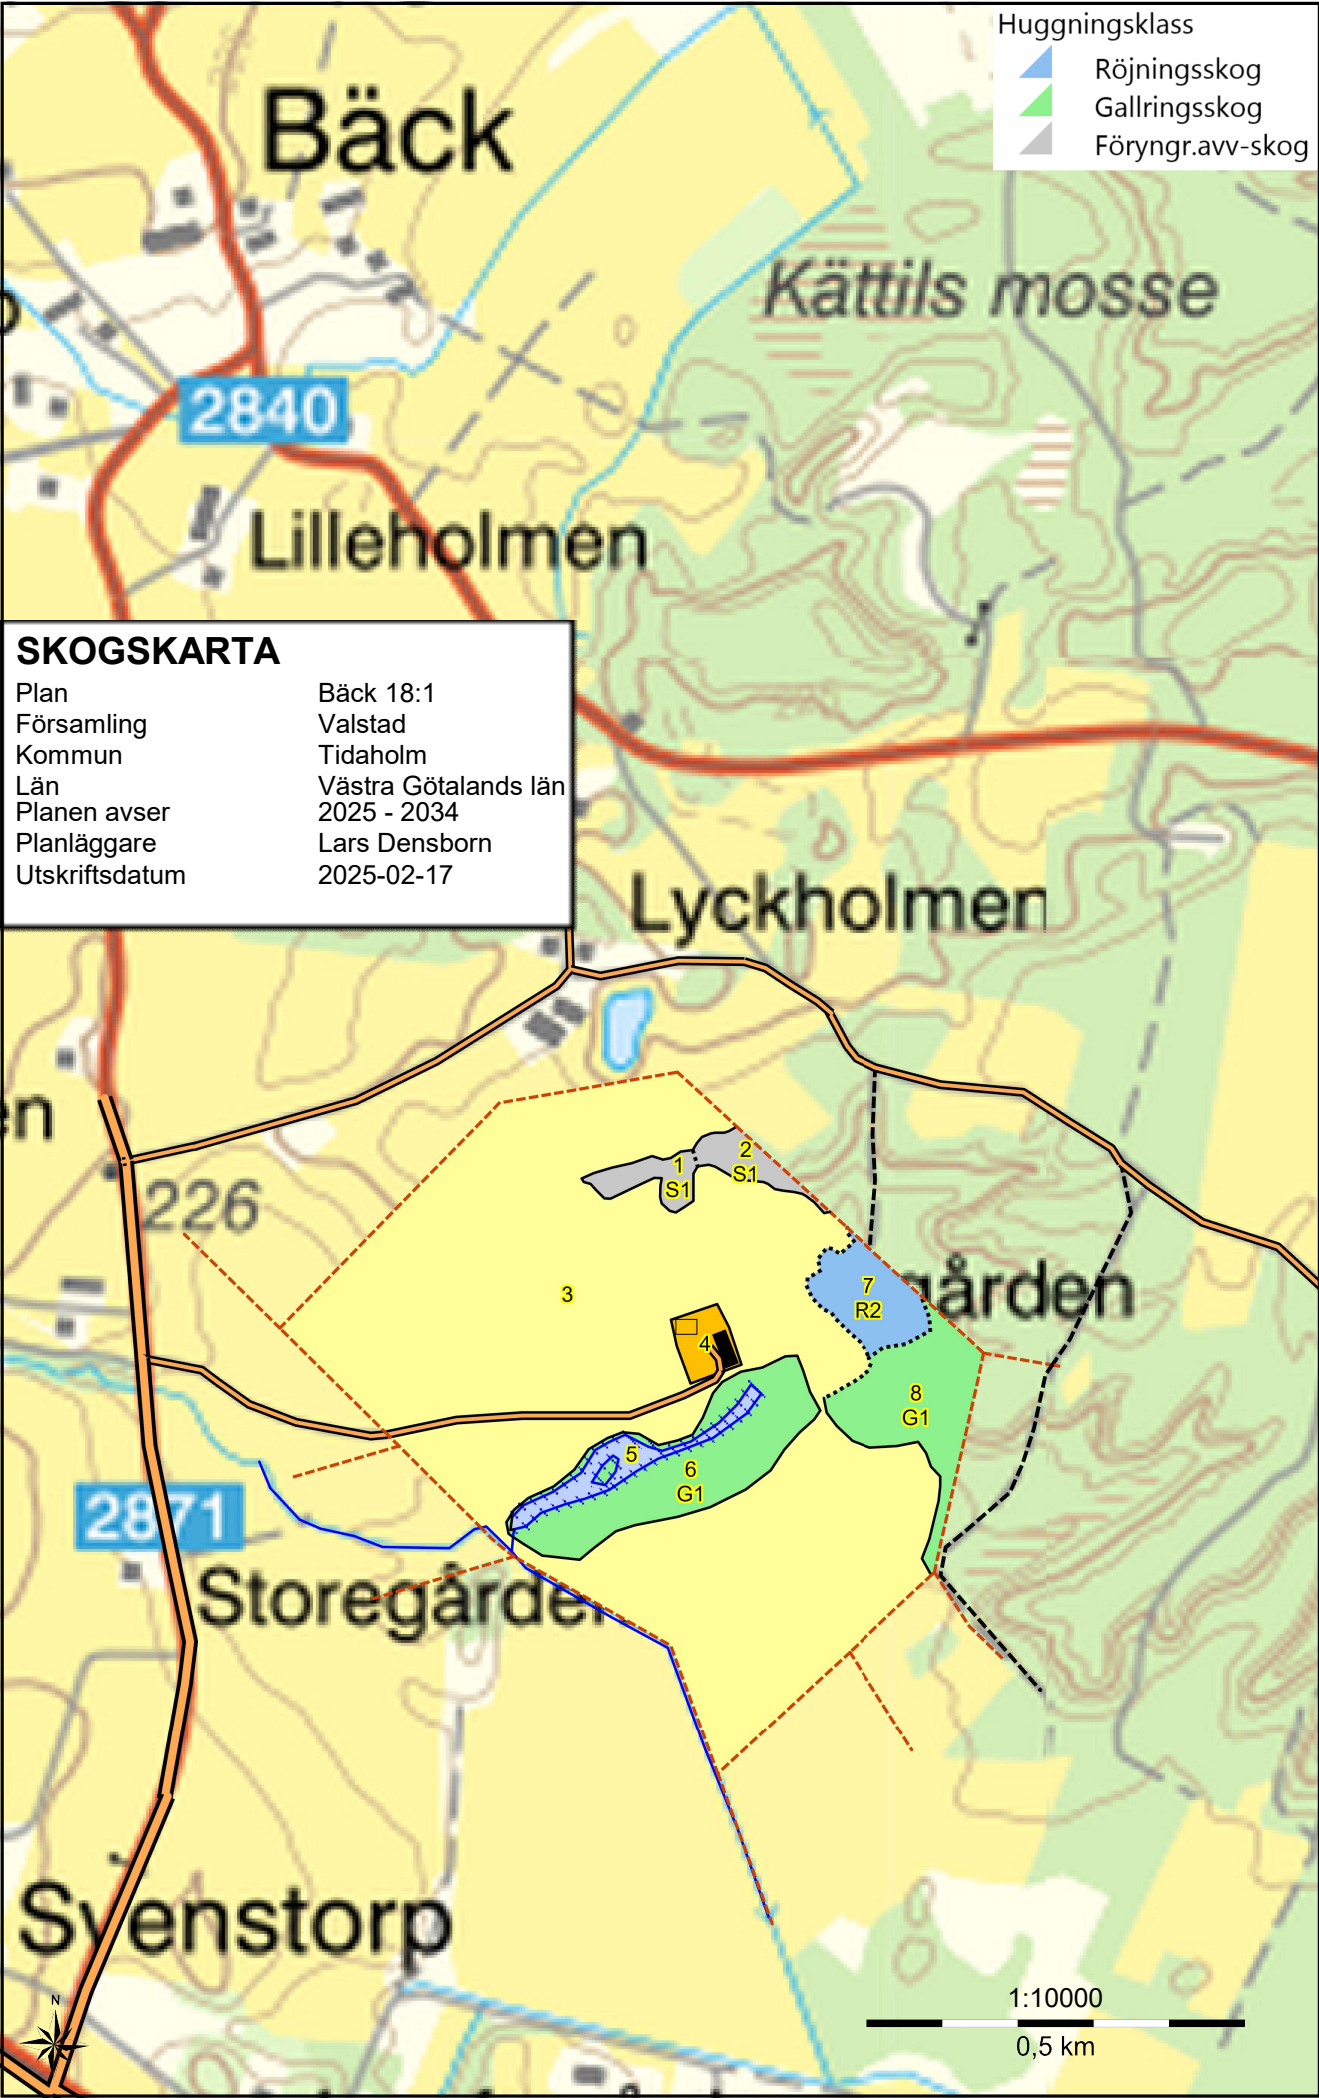 Huggningsklass
Röjningsskog
Gallringsskog
Föryngr.avv-skog
Bäck
Kättils mosse
2840
Lilleholmen
SKOGSKARTA
Plan Bäck 18:1
Församling Valstad
Kommun Tidaholm
Län Västra Götalands län
Planen avser 2025 - 2034
Planläggare Lars Densborn
Utskriftsdatum 2025-02-17
Lyckholmen
en
1
S1
2
S1
226
3
7
R2
gården
4
8
G1
5
6
G1
2871
Storegården
Svenstorp
N
1:10000
0,5 km